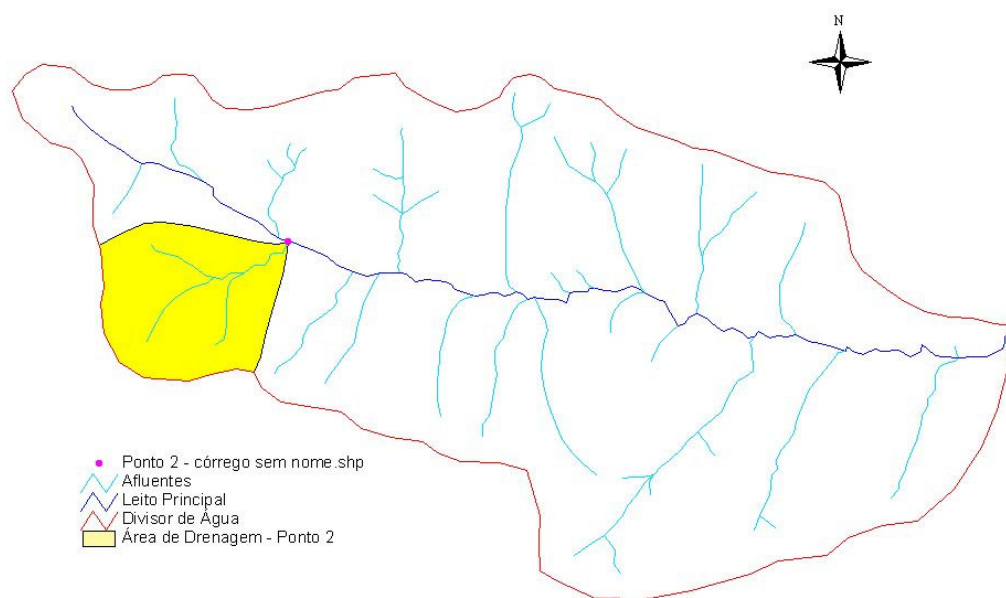 N
Ponto 2 - córrego sem nome.shp
Afluentes
Leito Principal
Divisor de Água
Área de Drenagem - Ponto 2